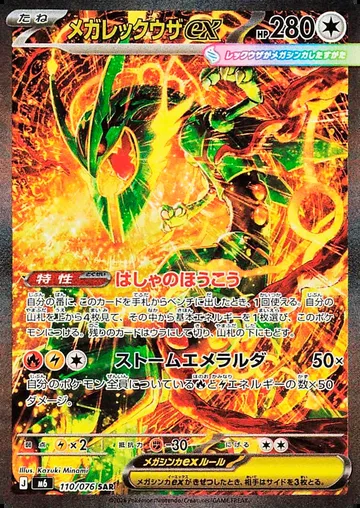 たね
メガレックウザex
HP280
レックウザがメガシンカしたすがた
特性 はしゃのほうこう
自分の番に、このカードを手札からベンチに出したとき、1回使える。自分の
山札を上から4枚見て、その中から基本エネルギーを1枚選び、このポケ
モンにつける。残りのカードはウラにして切り、山札の下にもどす。
ストームエメラルダ 50×
自分のポケモン全員についている と エネルギーの数×50
ダメージ。
弱点 ×2 抵抗力 -30 にげる
Illus. Kazuki Minami
メガシンカexルール
J M6 110/076 SAR
メガシンカexがきぜつしたとき、相手はサイドを3枚とる。